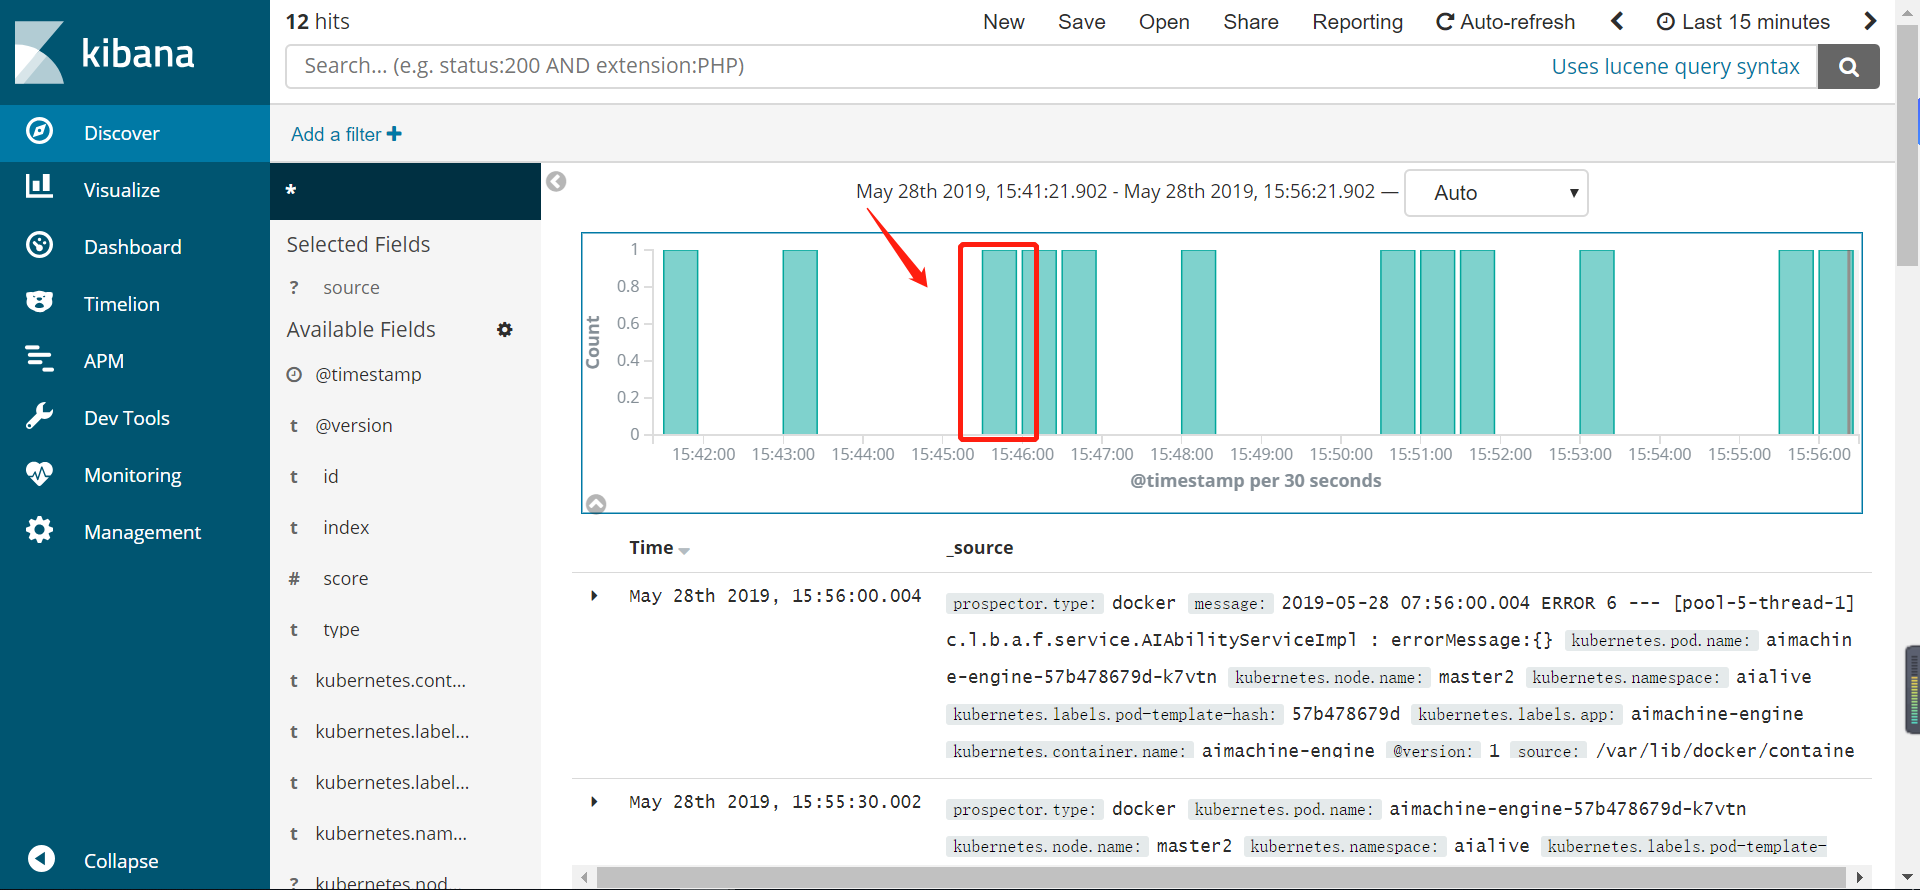 kibana
Discover
Visualize
Dashboard
Timelion
APM
Dev Tools
Monitoring
Management
Collapse
12 hits
New Save Open Share Reporting Auto-refresh Last 15 minutes
Search... (e.g. status:200 AND extension:PHP) Uses lucene query syntax
Add a filter
*
Selected Fields
? source
Available Fields
@timestamp
t @version
t id
t index
# score
t type
t kubernetes.cont...
t kubernetes.label...
t kubernetes.label...
t kubernetes.nam...
? kubernetes.nod...
May 28th 2019, 15:41:21.902 - May 28th 2019, 15:56:21.902 — Auto
Count
1
0.8
0.6
0.4
0.2
0
15:42:00 15:43:00 15:44:00 15:45:00 15:46:00 15:47:00 15:48:00 15:49:00 15:50:00 15:51:00 15:52:00 15:53:00 15:54:00 15:55:00 15:56:00
@timestamp per 30 seconds
Time _source
May 28th 2019, 15:56:00.004 prospector.type: docker message: 2019-05-28 07:56:00.004 ERROR 6 --- [pool-5-thread-1]
c.l.b.a.f.service.AIAbilityServiceImpl : errorMessage:{} kubernetes.pod.name: aimachin
e-engine-57b478679d-k7vtn kubernetes.node.name: master2 kubernetes.namespace: aialive
kubernetes.labels.pod-template-hash: 57b478679d kubernetes.labels.app: aimachine-engine
kubernetes.container.name: aimachine-engine @version: 1 source: /var/lib/docker/containe
May 28th 2019, 15:55:30.002 prospector.type: docker kubernetes.pod.name: aimachine-engine-57b478679d-k7vtn
kubernetes.node.name: master2 kubernetes.namespace: aialive kubernetes.labels.pod-template-